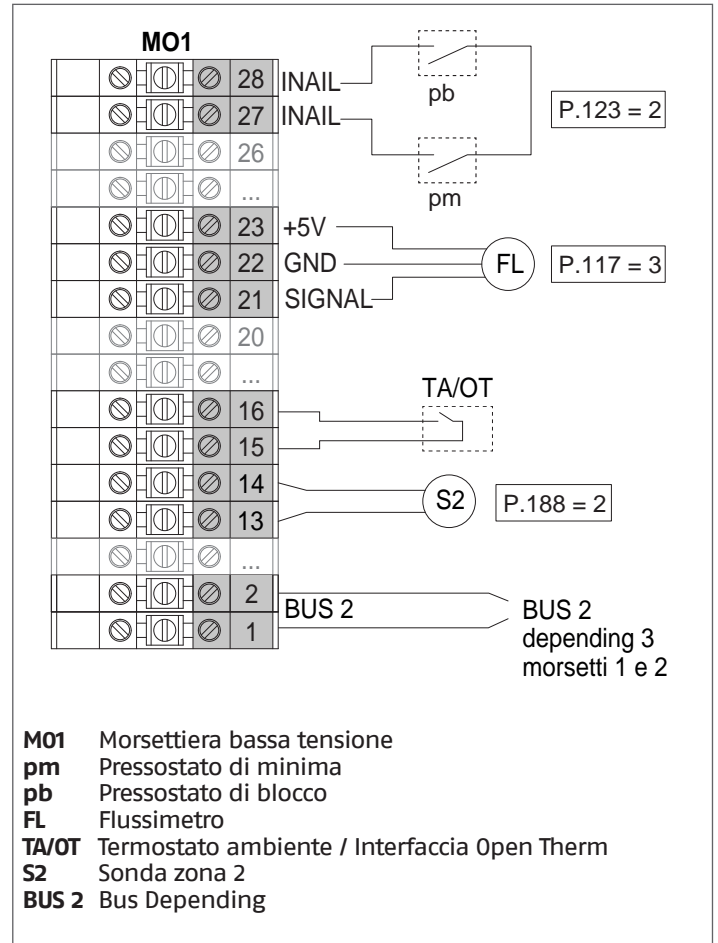 MO1
28 INAIL
pb
27 INAIL
P.123 = 2
26
...
pm
23 +5V
22 GND
FL
P.117 = 3
21 SIGNAL
20
...
TA/OT
16
15
14
S2
P.188 = 2
13
...
2
BUS 2
1
BUS 2
depending 3
morsetti 1 e 2
M01 Morsettiera bassa tensione
pm Pressostato di minima
pb Pressostato di blocco
FL Flussimetro
TA/OT Termostato ambiente / Interfaccia Open Therm
S2 Sonda zona 2
BUS 2 Bus Depending